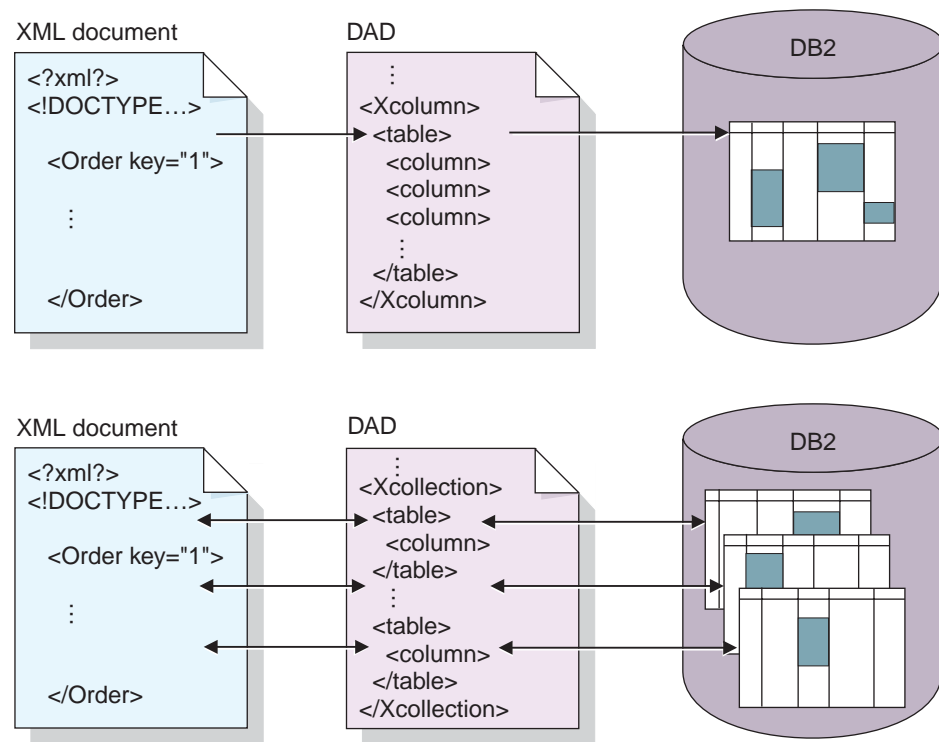 XML document
<?xml?>
<!DOCTYPE…>
<Order key="1">
⋮
</Order>
DAD
⋮
<Xcolumn>
<table>
<column>
<column>
<column>
⋮
</table>
</Xcolumn>
DB2
XML document
<?xml?>
<!DOCTYPE…>
<Order key="1">
⋮
</Order>
DAD
⋮
<Xcollection>
<table>
<column>
</table>
⋮
<table>
<column>
</table>
</Xcollection>
DB2